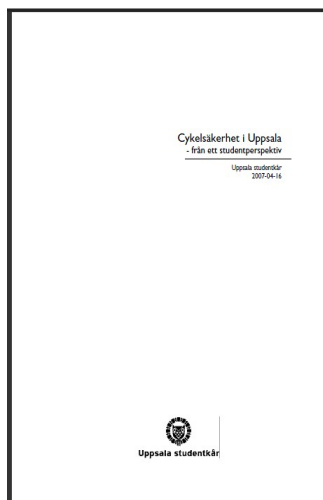 Cykelsäkerhet i Uppsala
- från ett studentperspektiv
Uppsala studentkår
2007-04-16
Uppsala studentkår